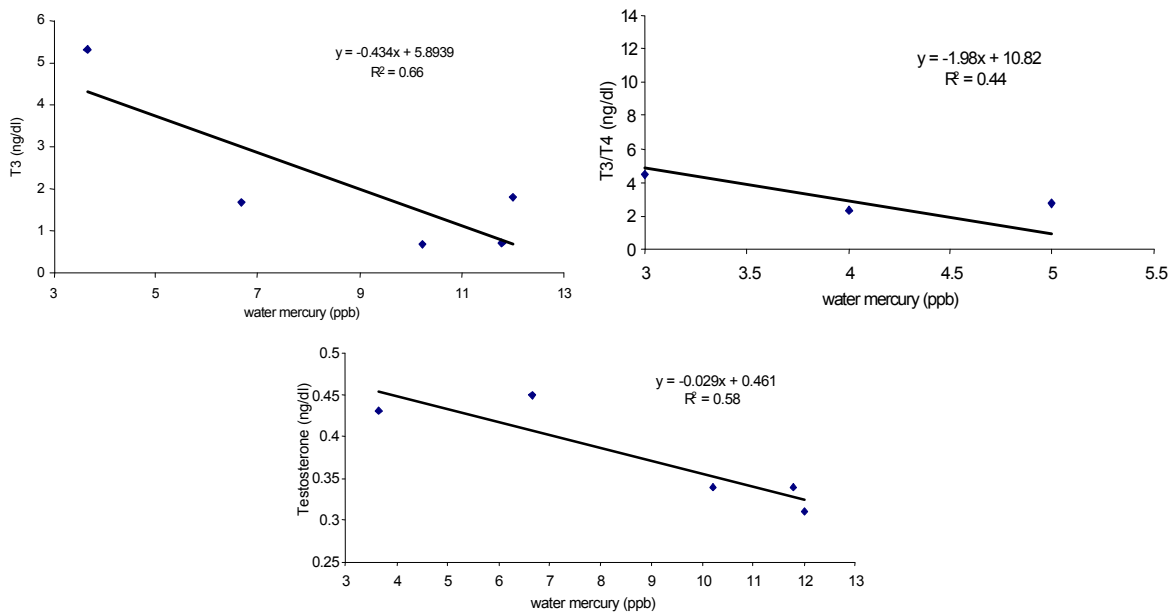 6
5
4
3
2
1
0
T3 (ng/dl)
y = -0.434x + 5.8939
R² = 0.66
3 5 7 9 11 13
water mercury (ppb)
14
12
10
8
6
4
2
0
T3/T4 (ng/dl)
y = -1.98x + 10.82
R² = 0.44
3 3.5 4 4.5 5 5.5
water mercury (ppb)
0.5
0.45
0.4
0.35
0.3
0.25
Testosterone (ng/dl)
y = -0.029x + 0.461
R² = 0.58
3 4 5 6 7 8 9 10 11 12 13
water mercury (ppb)